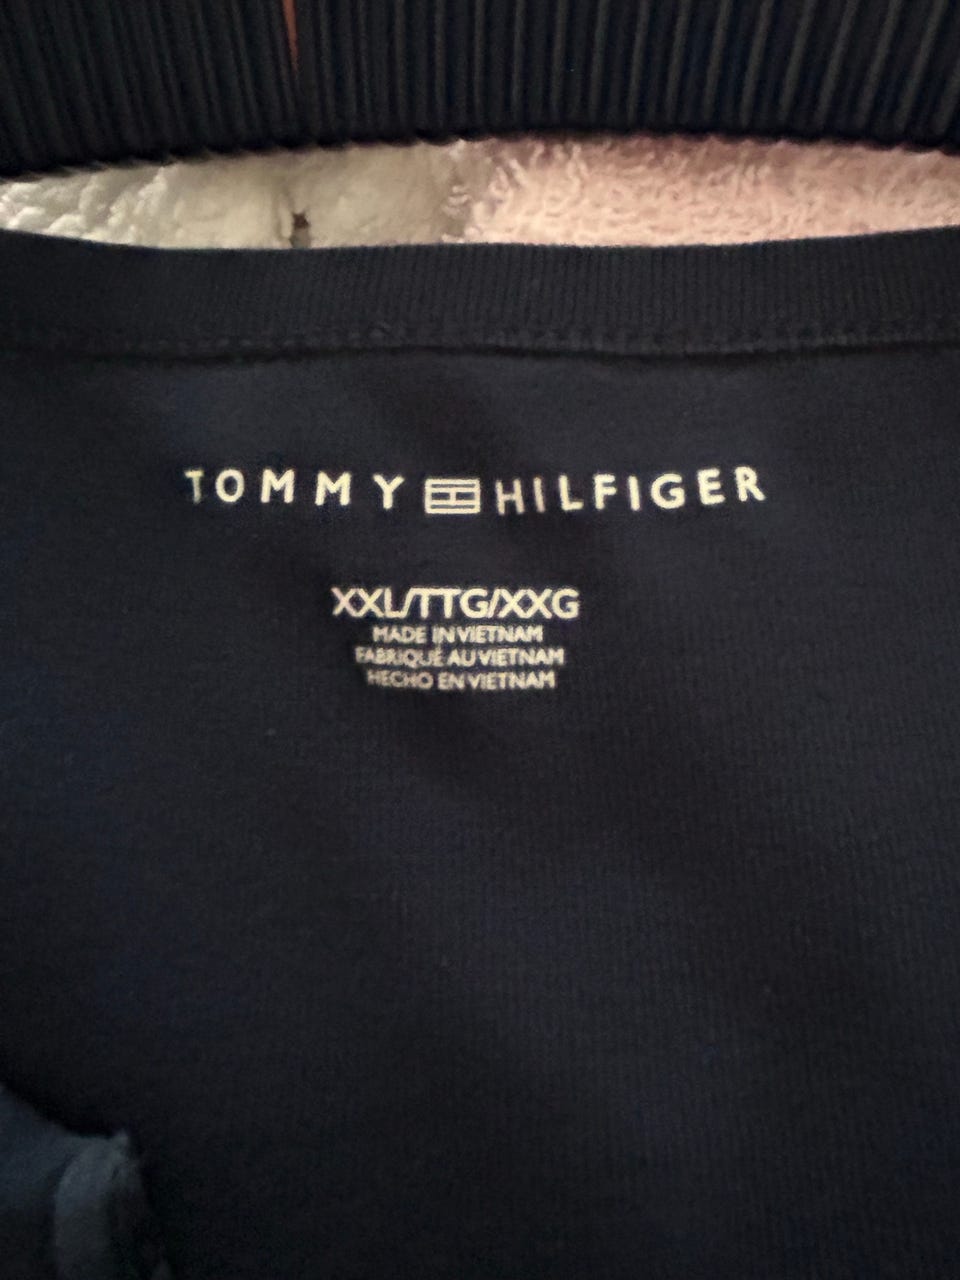 TOMMY HILFIGER
XXL/TTG/XXG
MADE IN VIETNAM
FABRIQUÉ AU VIETNAM
HECHO EN VIETNAM